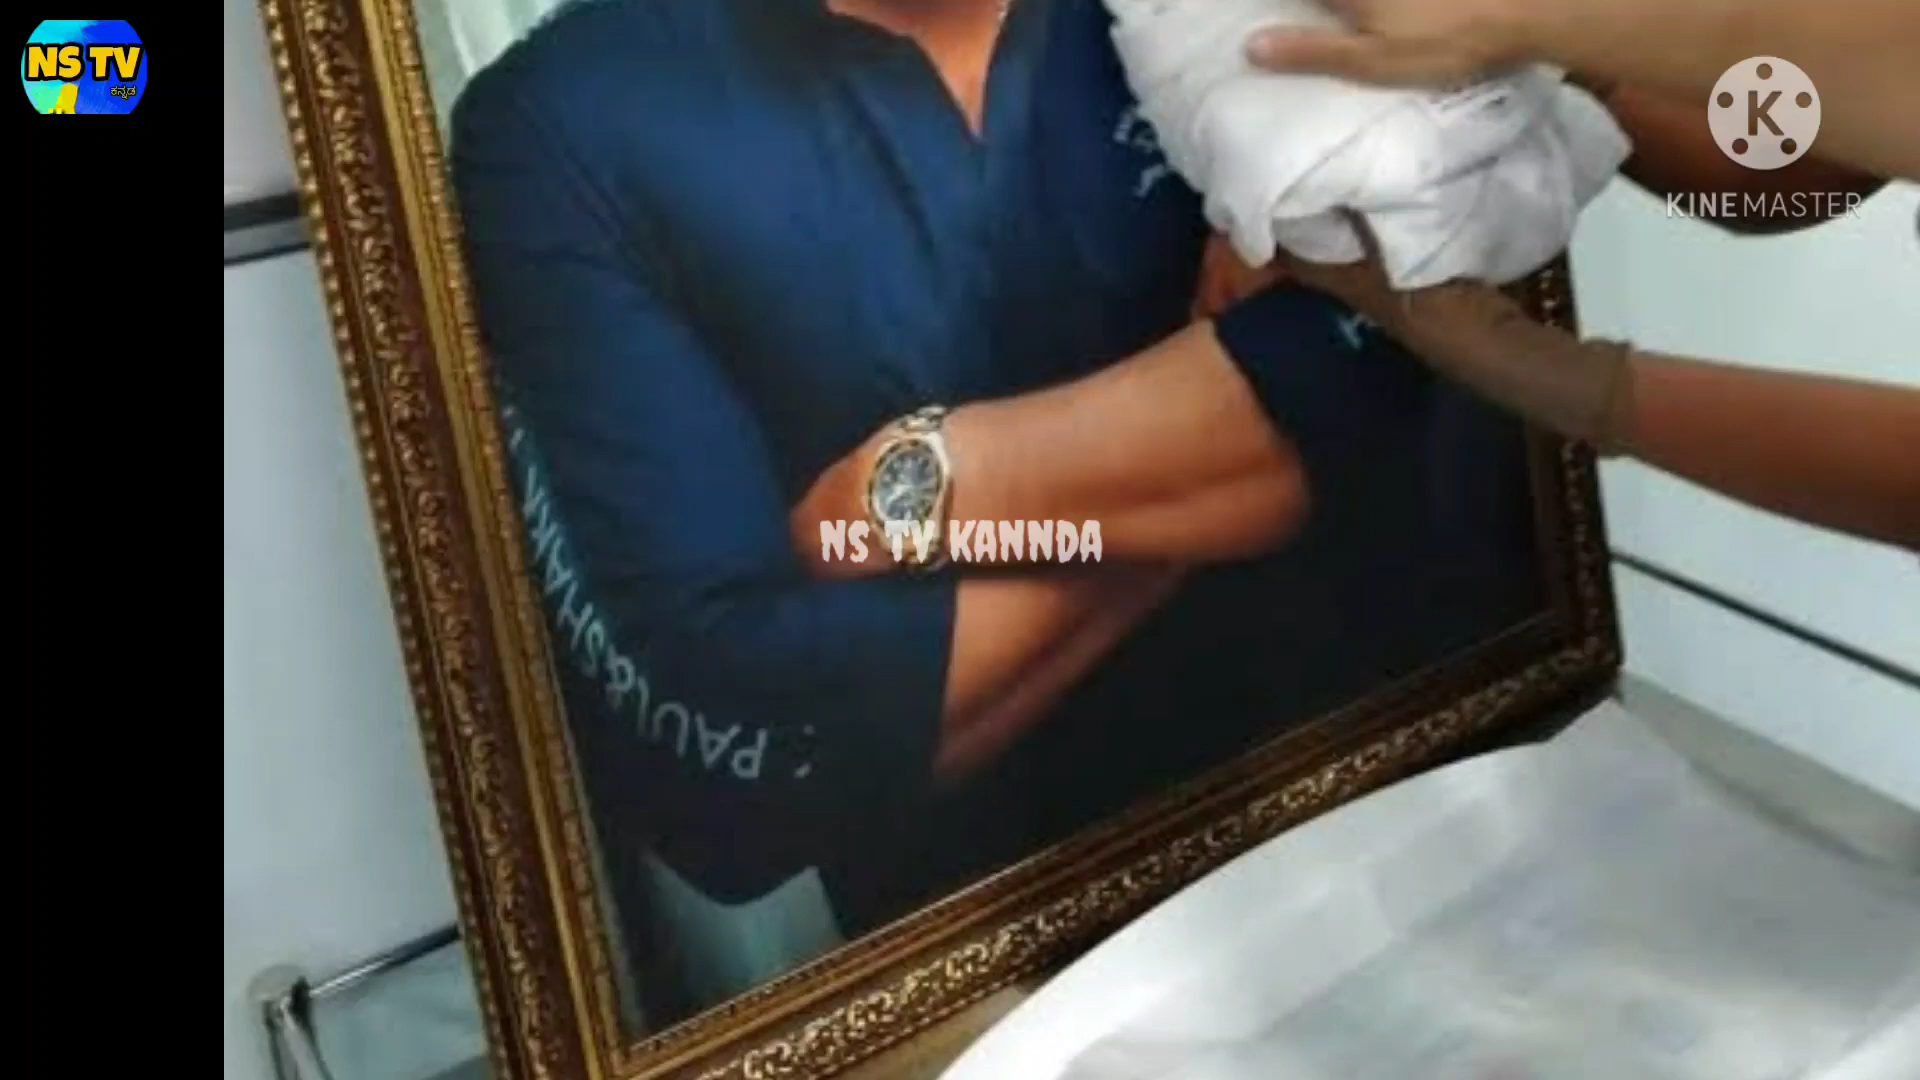 NS TV
ಕನ್ನಡ
K
KINEMASTER
NS TV KANNDA
PAUL&SHARK